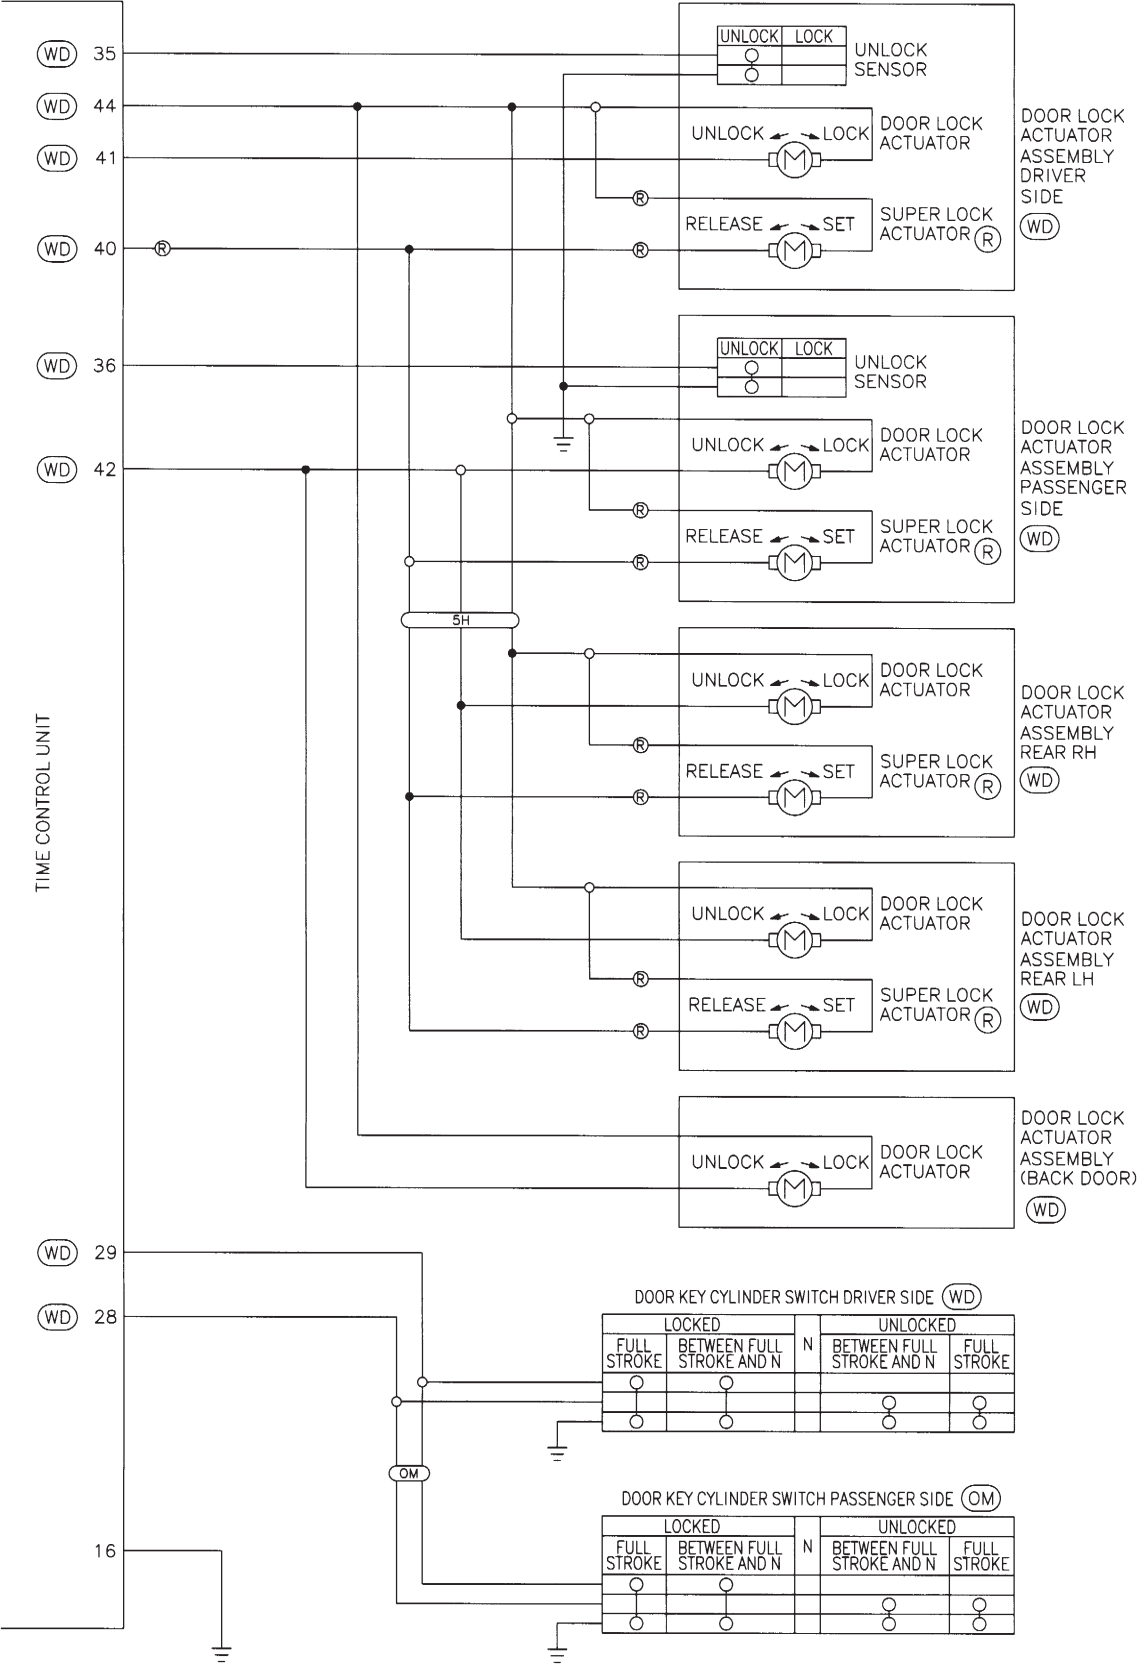 UNLOCK LOCK
WD 35
UNLOCK
SENSOR
WD 44
UNLOCK LOCK
DOOR LOCK
ACTUATOR
DOOR LOCK
ACTUATOR
ASSEMBLY
DRIVER
SIDE
WD
WD 41
M
R
RELEASE SET
SUPER LOCK
ACTUATOR R
WD 40 R
R
M
UNLOCK LOCK
WD 36
UNLOCK
SENSOR
UNLOCK LOCK
DOOR LOCK
ACTUATOR
DOOR LOCK
ACTUATOR
ASSEMBLY
PASSENGER
SIDE
WD
WD 42
M
R
RELEASE SET
SUPER LOCK
ACTUATOR R
R
M
5H
UNLOCK LOCK
DOOR LOCK
ACTUATOR
M
DOOR LOCK
ACTUATOR
ASSEMBLY
REAR RH
WD
R
RELEASE SET
SUPER LOCK
ACTUATOR R
R
M
TIME CONTROL UNIT
UNLOCK LOCK
DOOR LOCK
ACTUATOR
M
DOOR LOCK
ACTUATOR
ASSEMBLY
REAR LH
WD
R
RELEASE SET
SUPER LOCK
ACTUATOR R
R
M
UNLOCK LOCK
DOOR LOCK
ACTUATOR
M
DOOR LOCK
ACTUATOR
ASSEMBLY
(BACK DOOR)
WD
WD 29
WD 28
DOOR KEY CYLINDER SWITCH DRIVER SIDE WD
LOCKED N UNLOCKED
FULL STROKE
BETWEEN FULL STROKE AND N
BETWEEN FULL STROKE AND N
FULL STROKE
OM
DOOR KEY CYLINDER SWITCH PASSENGER SIDE OM
LOCKED N UNLOCKED
FULL STROKE
BETWEEN FULL STROKE AND N
BETWEEN FULL STROKE AND N
FULL STROKE
16